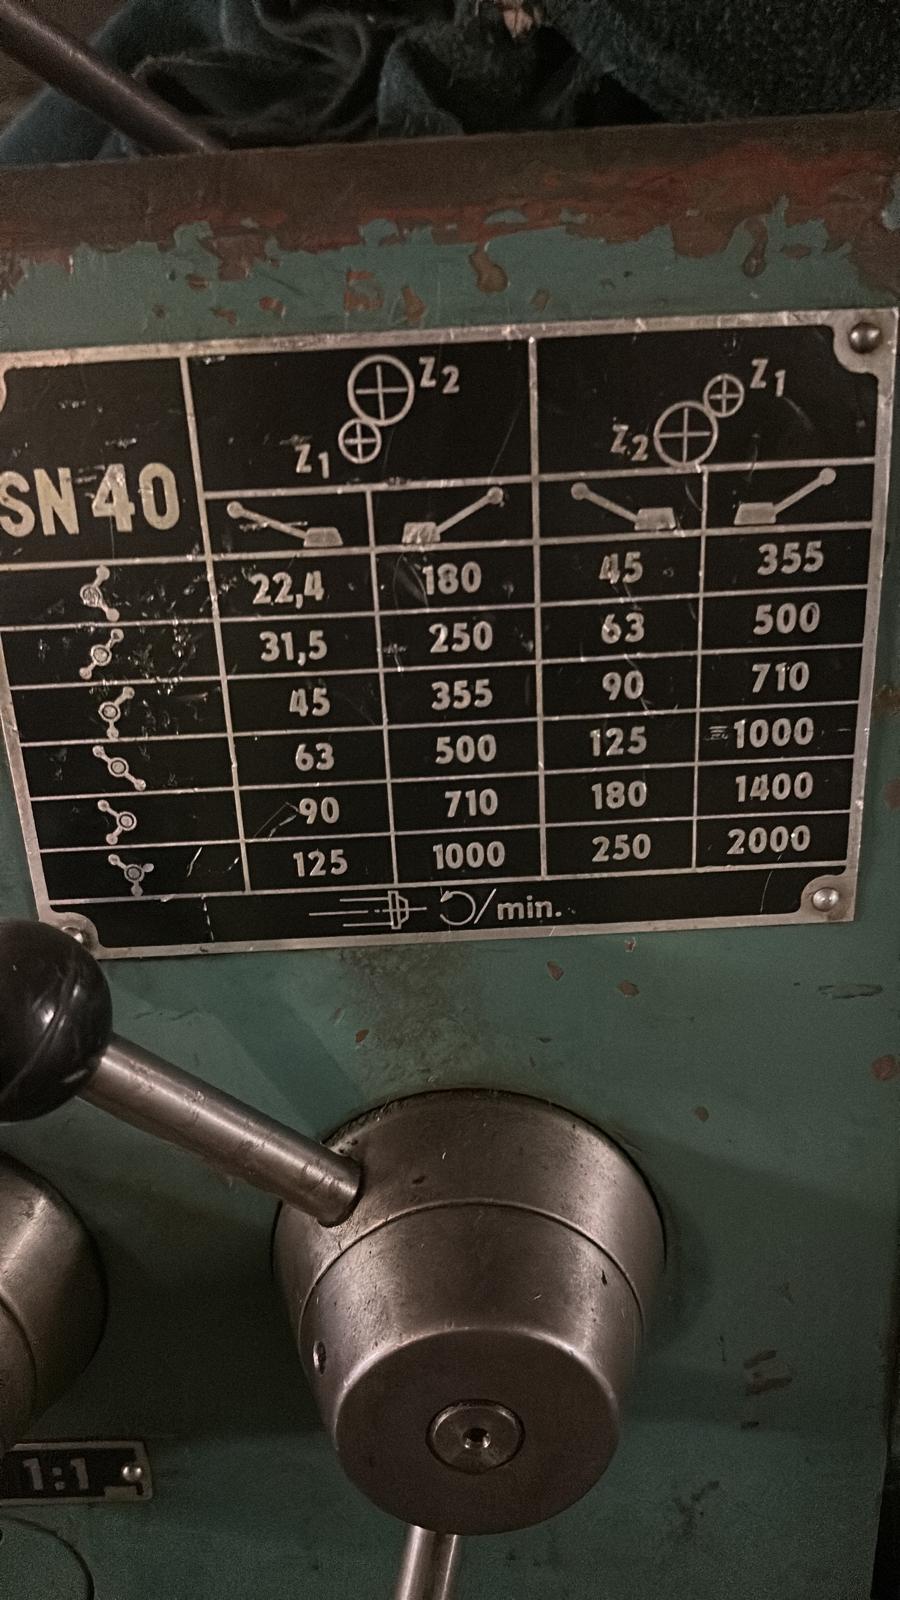 Z2 Z1
Z1 Z2
SN 40
22,4 180 45 355
31,5 250 63 500
45 355 90 710
63 500 125 1000
90 710 180 1400
125 1000 250 2000
/min.
1:1